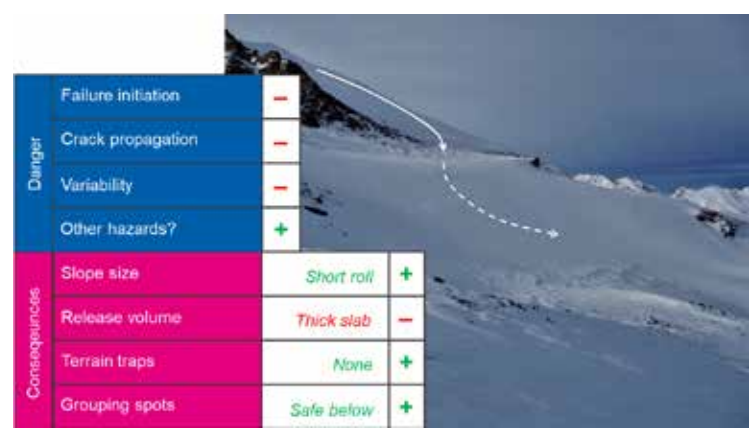 Danger
Failure initiation −
Crack propagation −
Variability −
Other hazards? +
Conseqeunces
Slope size Short roll +
Release volume Thick slab −
Terrain traps None +
Grouping spots Safe below +